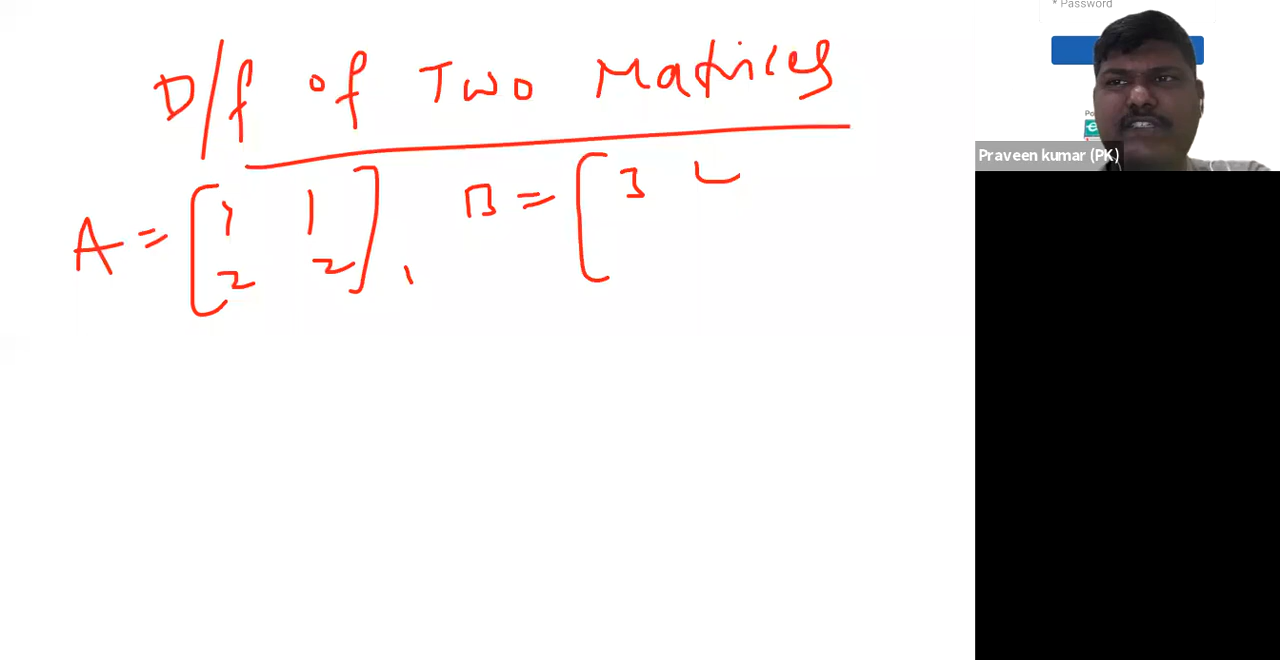 * Password
D/f of Two Matrices
Praveen kumar (PK)
A = [1 1], B = [3
2 2